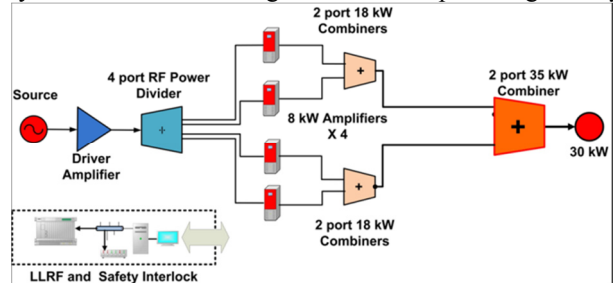 2 port 18 kW
Combiners
4 port RF Power
Divider
2 port 35 kW
Combiner
Source
÷
+
+
8 kW Amplifiers
X 4
Driver
Amplifier
30 kW
+
2 port 18 kW
Combiners
LLRF and Safety Interlock